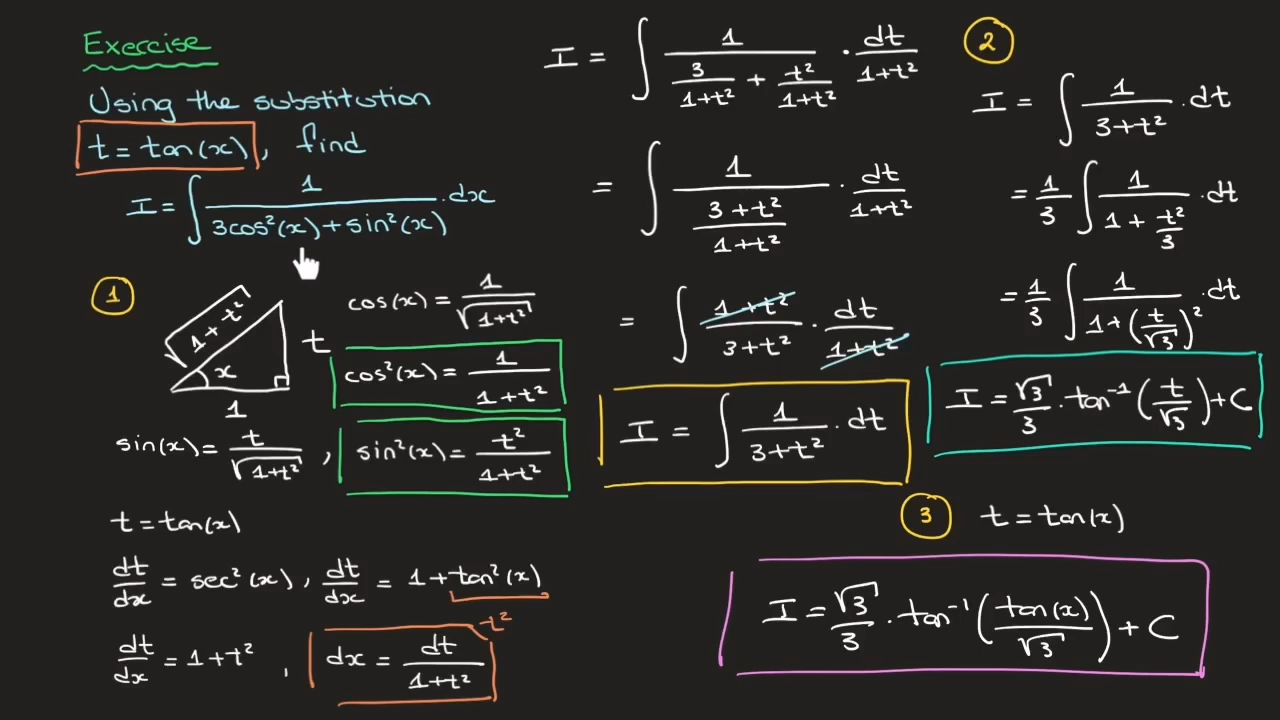 Exercise
Using the substitution
t = tan(x), find
I = ∫ 1/(3cos²(x) + sin²(x)) . dx
1
√(1+t²)
x
t
1
cos(x) = 1/√(1+t²)
cos²(x) = 1/(1+t²)
sin(x) = t/√(1+t²), sin²(x) = t²/(1+t²)
t = tan(x)
dt/dx = sec²(x), dt/dx = 1 + tan²(x)
t²
dt/dx = 1+t², dx = dt/(1+t²)
I = ∫ 1/(3/(1+t²) + t²/(1+t²)) · dt/(1+t²)
= ∫ 1/((3+t²)/(1+t²)) · dt/(1+t²)
= ∫ (1+t²)/(3+t²) · dt/(1+t²)
I = ∫ 1/(3+t²) · dt
2
I = ∫ 1/(3+t²) · dt
= 1/3 ∫ 1/(1 + t²/3) · dt
= 1/3 ∫ 1/(1+(t/√3)²) · dt
I = √3/3 · tan⁻¹(t/√3) + C
3
t = tan(x)
I = √3/3 · tan⁻¹(tan(x)/√3) + C